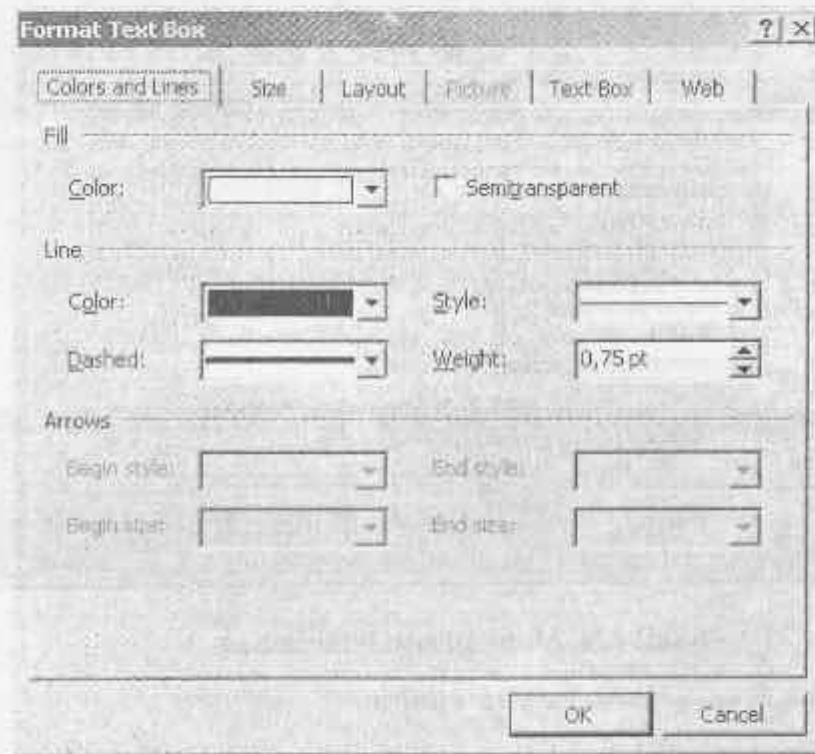 Format Text Box ? ×
Colors and Lines Size Layout Picture Text Box Web
Fill
Color: Semitransparent
Line
Color: Style:
Dashed: Weight: 0,75 pt
Arrows
Begin style: End style:
Begin size: End size:
OK Cancel